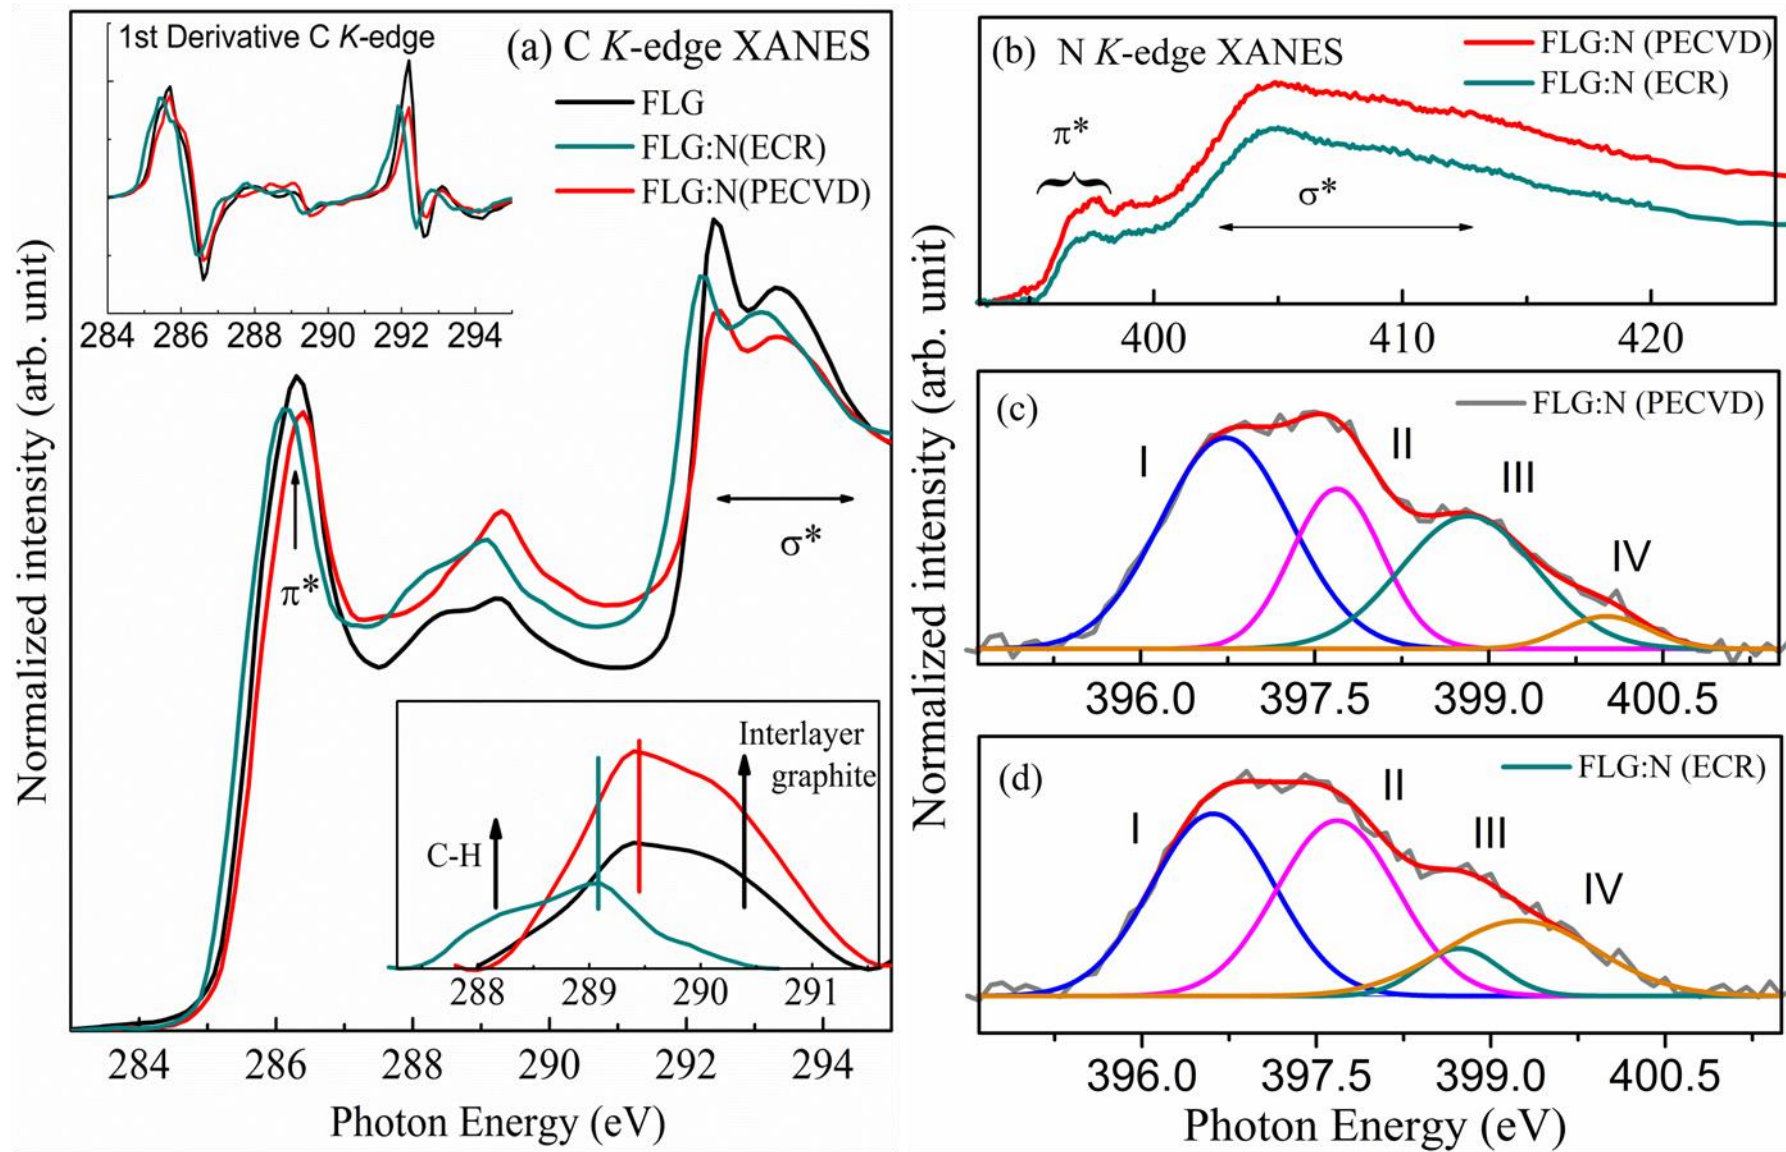 1st Derivative C K-edge
284 286 288 290 292 294
(a) C K-edge XANES
FLG
FLG:N(ECR)
FLG:N(PECVD)
π*
σ*
Interlayer
graphite
C-H
288 289 290 291
284 286 288 290 292 294
Photon Energy (eV)
Normalized intensity (arb. unit)
(b) N K-edge XANES
FLG:N (PECVD)
FLG:N (ECR)
π*
σ*
400 410 420
Normalized intensity (arb. unit)
(c)
FLG:N (PECVD)
I
II
III
IV
396.0 397.5 399.0 400.5
(d)
FLG:N (ECR)
I
II
III
IV
396.0 397.5 399.0 400.5
Photon Energy (eV)